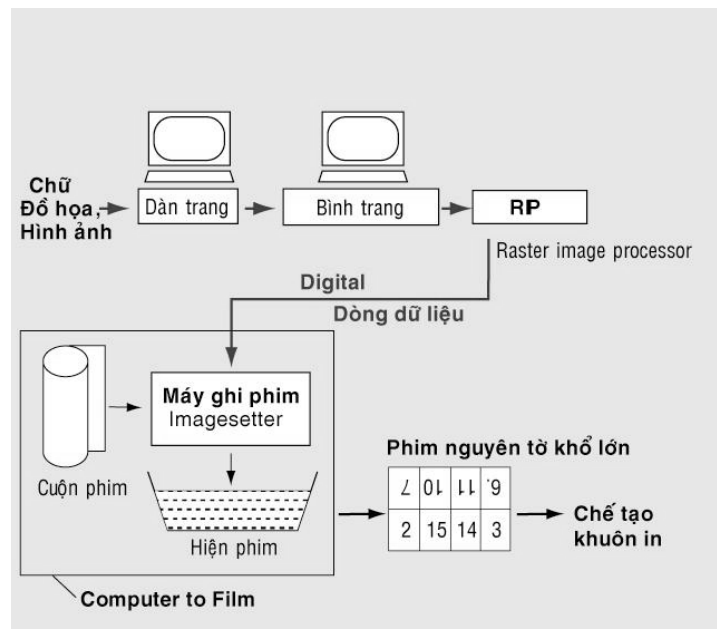 Chữ
Đồ họa,
Hình ảnh
Dàn trang
Bình trang
RIP
Raster image processor
Digital
Dòng dữ liệu
Máy ghi phim
Imagesetter
Cuộn phim
Hiện phim
Computer to Film
Phim nguyên tờ khổ lớn
7 10 11 6.
2 15 14 3
Chế tạo
khuôn in